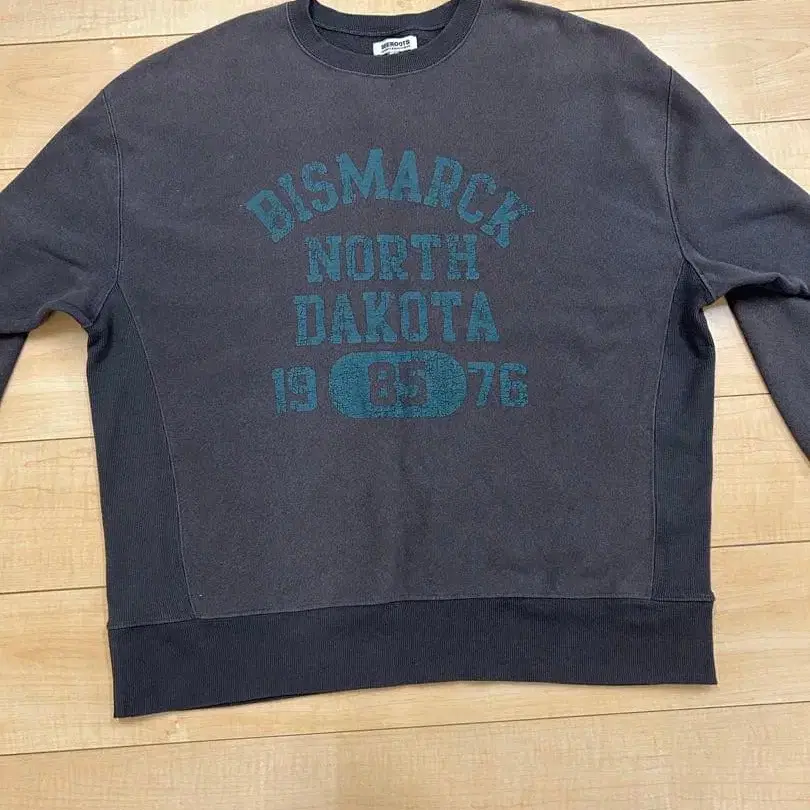 BISMARCK
NORTH
DAKOTA
19 85 76